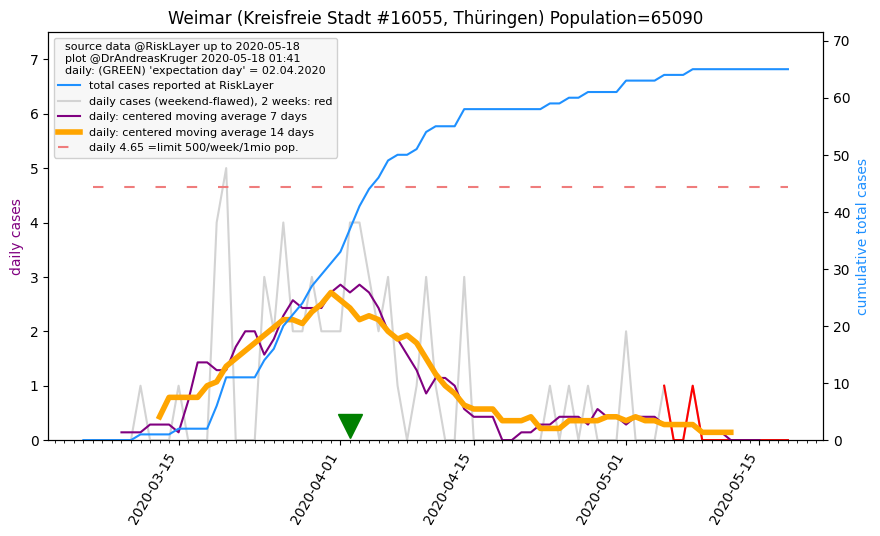 Weimar (Kreisfreie Stadt #16055, Thüringen) Population=65090
source data @RiskLayer up to 2020-05-18
plot @DrAndreasKruger 2020-05-18 01:41
daily: (GREEN) 'expectation day' = 02.04.2020
total cases reported at RiskLayer
daily cases (weekend-flawed), 2 weeks: red
daily: centered moving average 7 days
daily: centered moving average 14 days
daily 4.65 =limit 500/week/1mio pop.
daily cases
7
6
5
4
3
2
1
0
70
60
50
40
30
20
10
0
cumulative total cases
2020-03-15
2020-04-01
2020-04-15
2020-05-01
2020-05-15